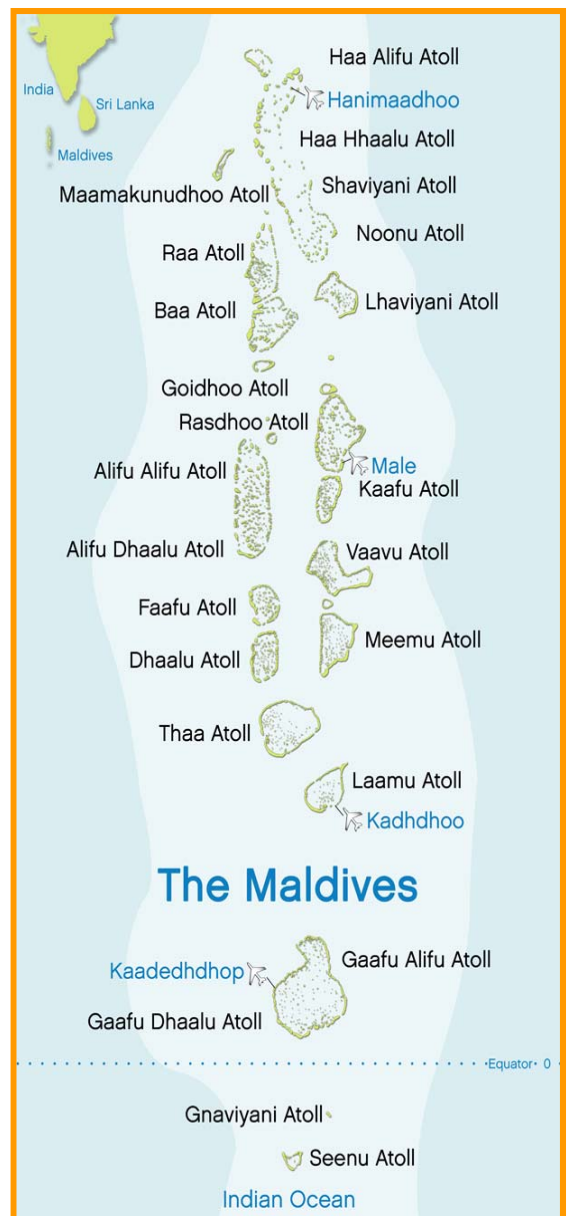 Haa Alifu Atoll
India
Hanimaadhoo
Sri Lanka
Haa Hhaalu Atoll
Maldives
Shaviyani Atoll
Maamakunudhoo Atoll
Noonu Atoll
Raa Atoll
Lhaviyani Atoll
Baa Atoll
Goidhoo Atoll
Rasdhoo Atoll
Male
Alifu Alifu Atoll
Kaafu Atoll
Alifu Dhaalu Atoll
Vaavu Atoll
Faafu Atoll
Meemu Atoll
Dhaalu Atoll
Thaa Atoll
Laamu Atoll
Kadhdhoo
The Maldives
Gaafu Alifu Atoll
Kaadedhdhop
Gaafu Dhaalu Atoll
Equator 0
Gnaviyani Atoll
Seenu Atoll
Indian Ocean